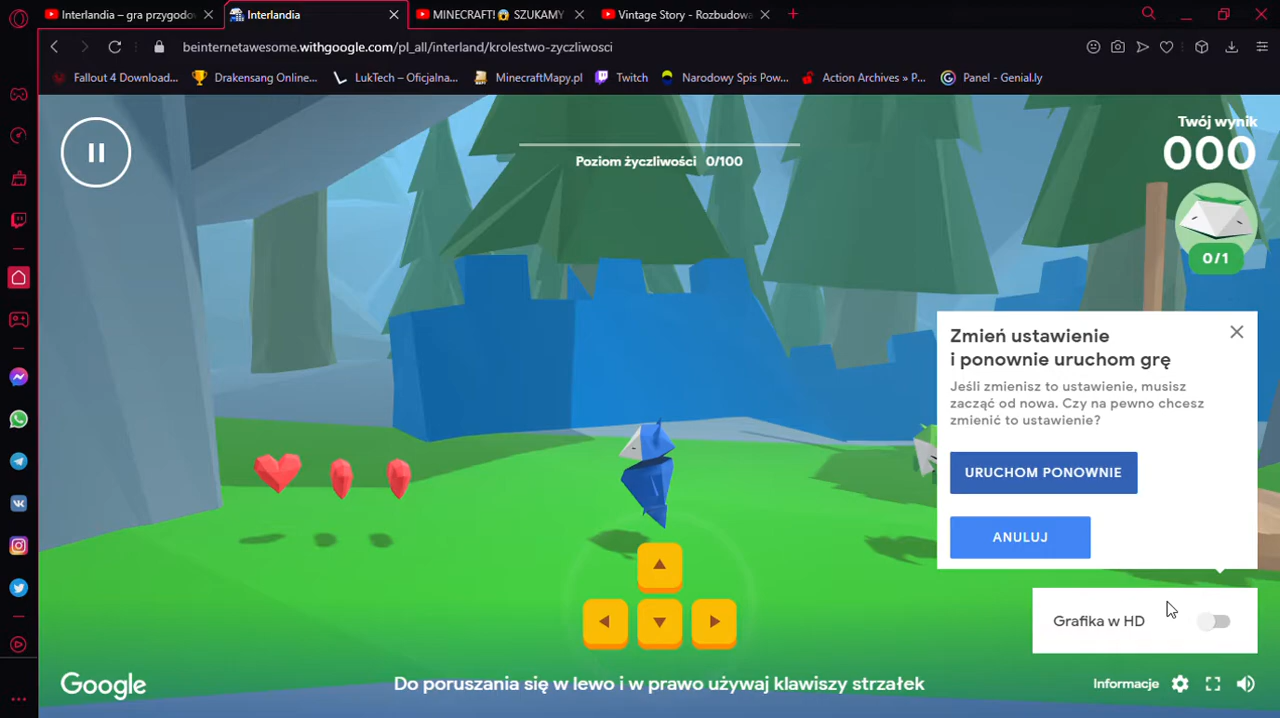 Interlandia – gra przygodo
Interlandia
MINECRAFT! SZUKAMY
Vintage Story - Rozbudowa
beinternetawesome.withgoogle.com/pl_all/interland/krolestwo-zyczliwosci
Fallout 4 Download...
Drakensang Online...
LukTech – Oficjalna...
MinecraftMapy.pl
Twitch
Narodowy Spis Pow...
Action Archives » P...
Panel - Genial.ly
Twój wynik
000
Poziom życzliwości 0/100
0/1
Zmień ustawienie
i ponownie uruchom grę
Jeśli zmienisz to ustawienie, musisz
zacząć od nowa. Czy na pewno chcesz
zmienić to ustawienie?
URUCHOM PONOWNIE
ANULUJ
Grafika w HD
Google
Do poruszania się w lewo i w prawo używaj klawiszy strzałek
Informacje